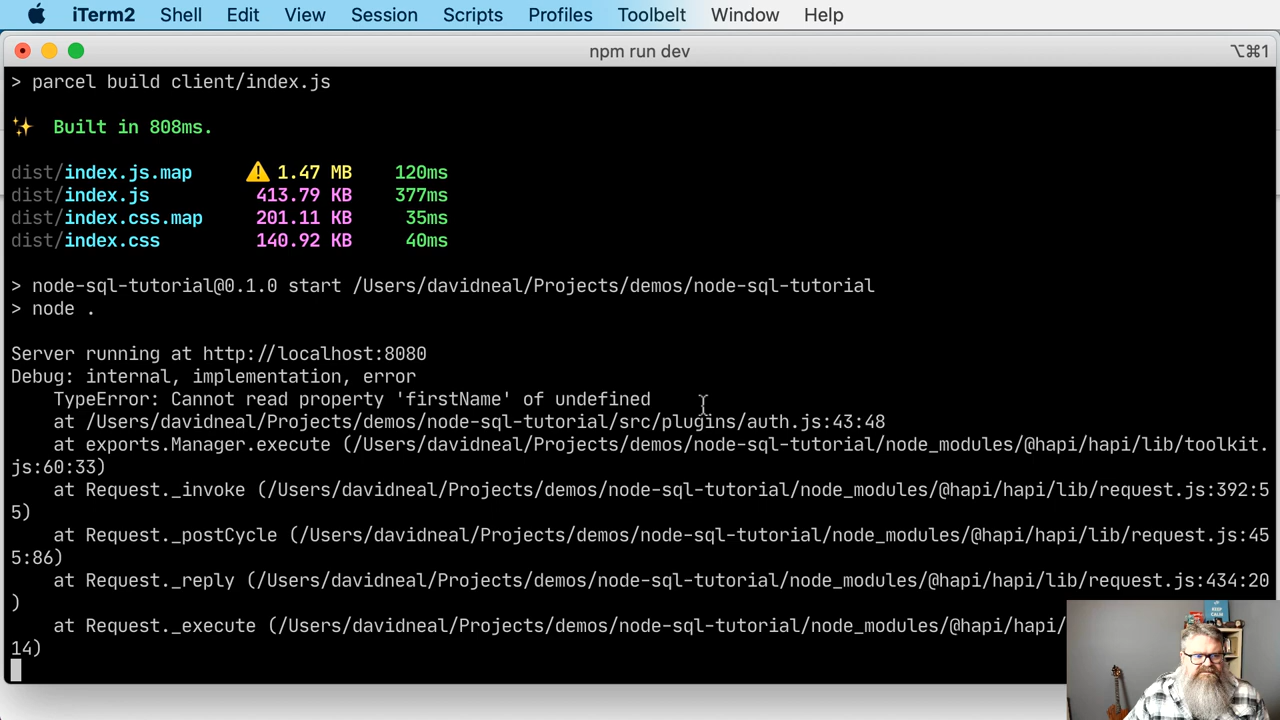 iTerm2 Shell Edit View Session Scripts Profiles Toolbelt Window Help
npm run dev ⌥⌘1
> parcel build client/index.js
✨ Built in 808ms.
dist/index.js.map ⚠️ 1.47 MB 120ms
dist/index.js 413.79 KB 377ms
dist/index.css.map 201.11 KB 35ms
dist/index.css 140.92 KB 40ms
> node-sql-tutorial@0.1.0 start /Users/davidneal/Projects/demos/node-sql-tutorial
> node .
Server running at http://localhost:8080
Debug: internal, implementation, error
TypeError: Cannot read property 'firstName' of undefined
at /Users/davidneal/Projects/demos/node-sql-tutorial/src/plugins/auth.js:43:48
at exports.Manager.execute (/Users/davidneal/Projects/demos/node-sql-tutorial/node_modules/@hapi/hapi/lib/toolkit.
js:60:33)
at Request._invoke (/Users/davidneal/Projects/demos/node-sql-tutorial/node_modules/@hapi/hapi/lib/request.js:392:5
5)
at Request._postCycle (/Users/davidneal/Projects/demos/node-sql-tutorial/node_modules/@hapi/hapi/lib/request.js:45
5:86)
at Request._reply (/Users/davidneal/Projects/demos/node-sql-tutorial/node_modules/@hapi/hapi/lib/request.js:434:20
)
at Request._execute (/Users/davidneal/Projects/demos/node-sql-tutorial/node_modules/@hapi/hapi/
14)
KEEP
CALM